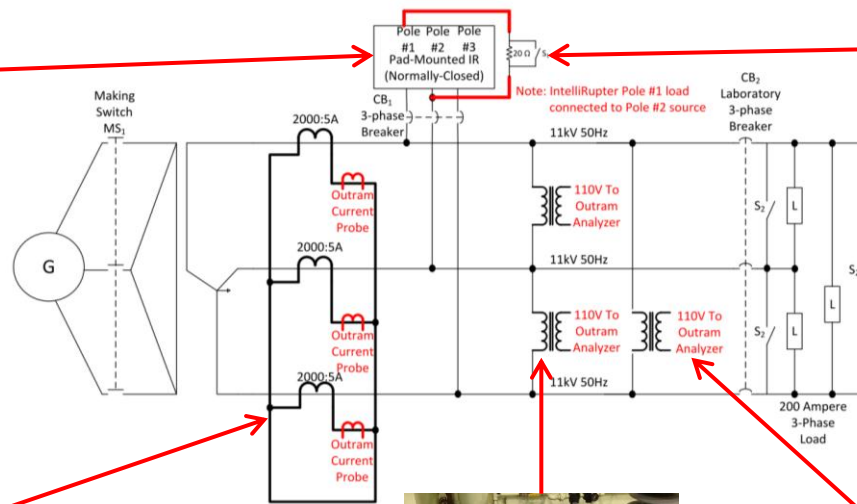 Pole Pole Pole
#1 #2 #3
Pad-Mounted IR
(Normally-Closed)
20 Ω
Note: IntelliRupter Pole #1 load
connected to Pole #2 source
CB1
3-phase
Breaker
CB2
Laboratory
3-phase
Breaker
Making
Switch
MS1
G
2000:5A
Outram
Current
Probe
2000:5A
Outram
Current
Probe
2000:5A
Outram
Current
Probe
11kV 50Hz
110V To
Outram
Analyzer
11kV 50Hz
110V To
Outram
Analyzer
110V To
Outram
Analyzer
11kV 50Hz
S2
L
S2
L
L
200 Ampere
3-Phase
Load